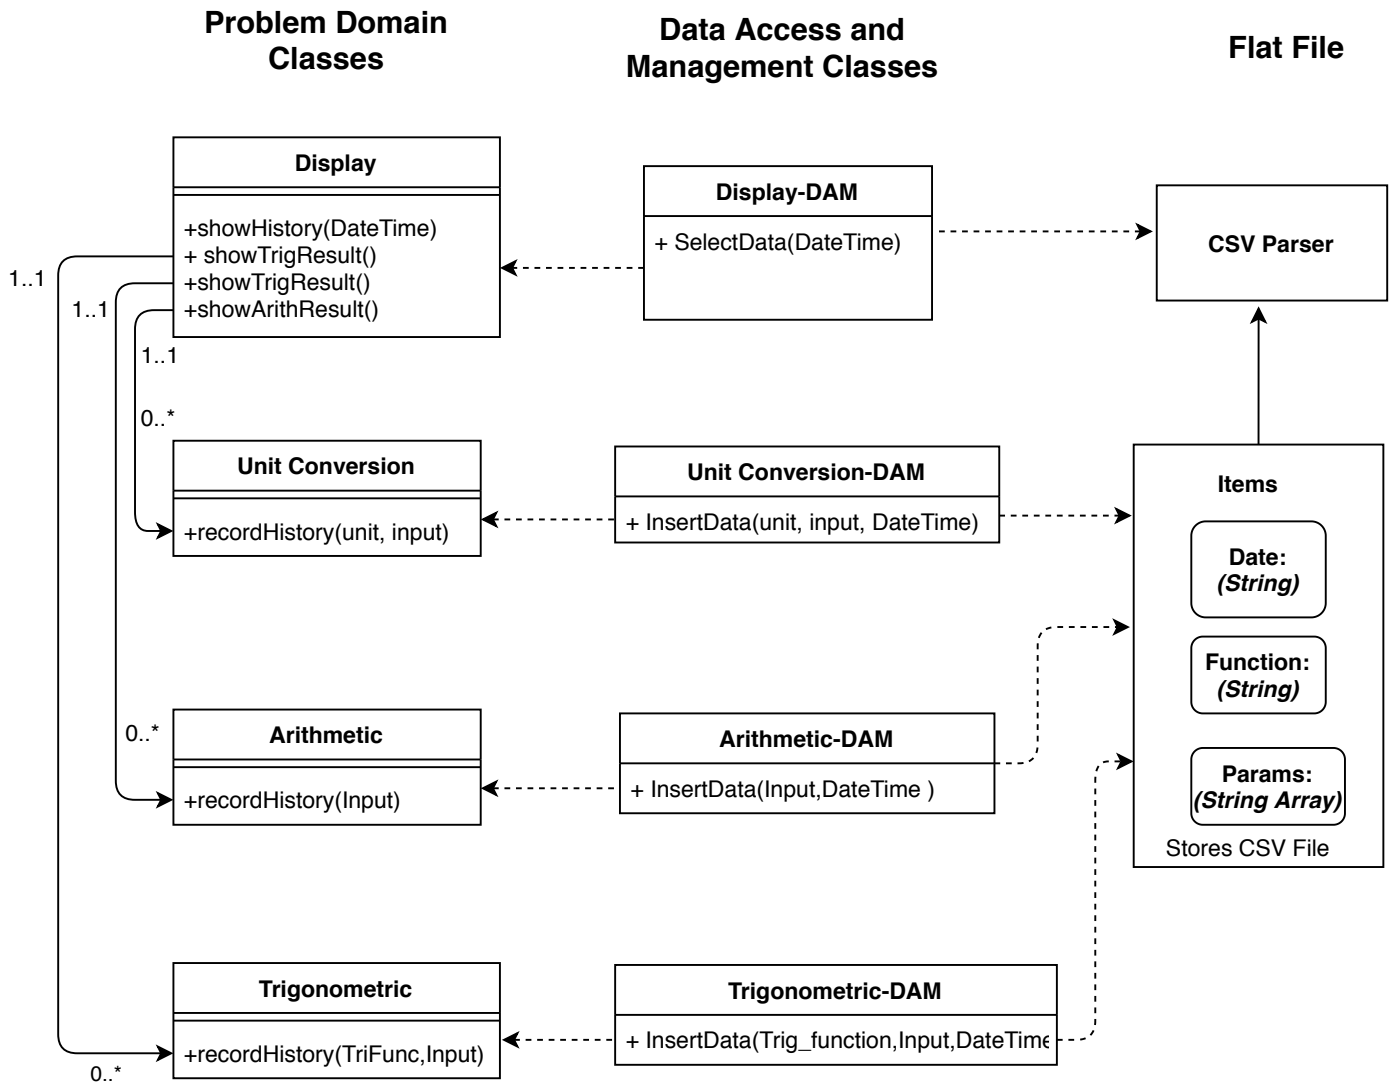 Problem Domain
Classes
Data Access and
Management Classes
Flat File
Display
+showHistory(DateTime)
+ showTrigResult()
+showTrigResult()
+showArithResult()
1..1
1..1
1..1
0..*
Display-DAM
+ SelectData(DateTime)
CSV Parser
Unit Conversion
+recordHistory(unit, input)
Unit Conversion-DAM
+ InsertData(unit, input, DateTime)
Items
Date:
(String)
Function:
(String)
Params:
(String Array)
Stores CSV File
0..*
Arithmetic
+recordHistory(Input)
Arithmetic-DAM
+ InsertData(Input,DateTime )
Trigonometric
+recordHistory(TriFunc,Input)
0..*
Trigonometric-DAM
+ InsertData(Trig_function,Input,DateTime